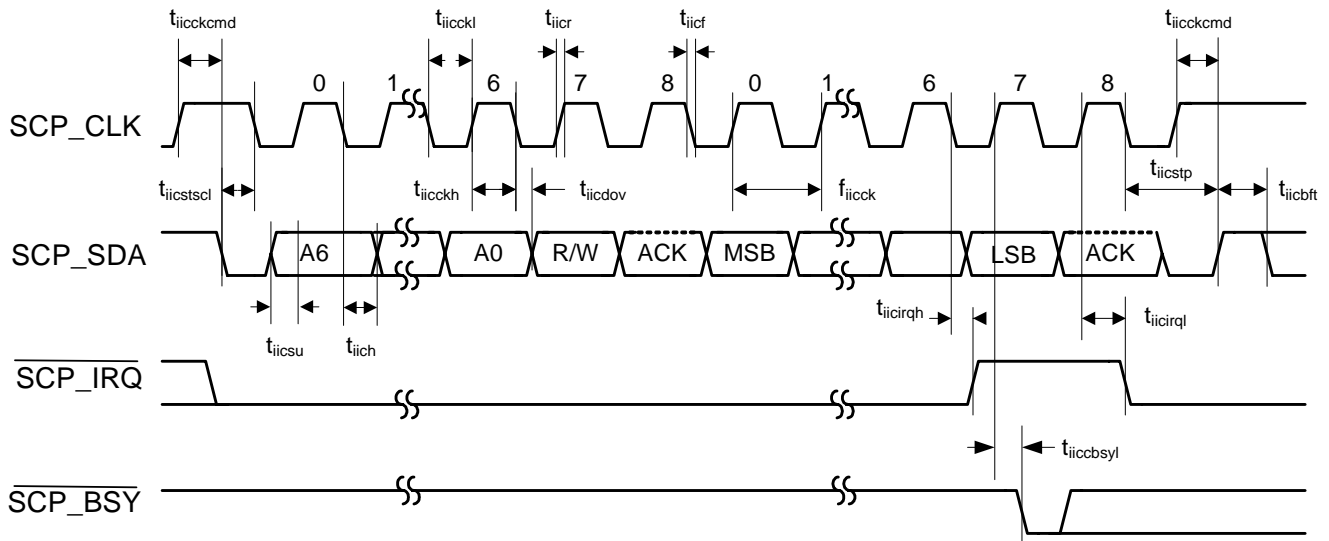 tiicckcmd tiicckl tiicr tiicf tiicckcmd
0 1 6 7 8 0 1 6 7 8
SCP_CLK
tiicstscl tiicckh tiicdov fiicck tiicstp tiicbft
SCP_SDA A6 A0 R/W ACK MSB LSB ACK
tiicsu tiich tiicirqh tiicirql
SCP_IRQ
tiiccbsyl
SCP_BSY